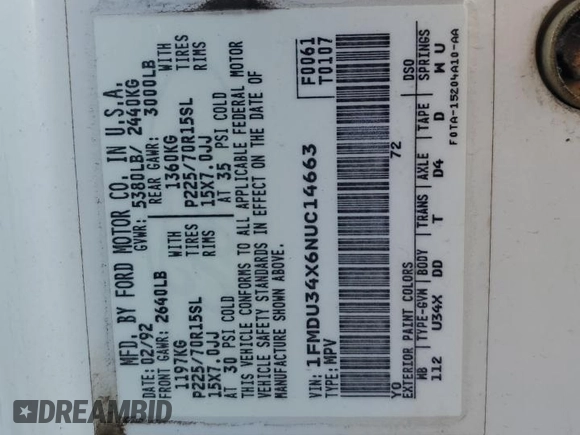 MFD. BY FORD MOTOR CO. IN U.S.A.
DATE: 02/92 GVWR: 5380LB/ 2440KG
FRONT GAWR: 2640LB REAR GAWR: 3000LB
1197KG WITH 1360KG WITH
P225/70R15SL TIRES P225/70R15SL TIRES
15X7.0JJ RIMS 15X7.0JJ RIMS
AT 30 PSI COLD AT 35 PSI COLD
THIS VEHICLE CONFORMS TO ALL APPLICABLE FEDERAL MOTOR
VEHICLE SAFETY STANDARDS IN EFFECT ON THE DATE OF
MANUFACTURE SHOWN ABOVE.
F0061
T0107
VIN: 1FMDU34X6NUC14663
TYPE: MPV
YO 72
EXTERIOR PAINT COLORS DSO
WB TYPE-GVM BODY TRANS AXLE TAPE SPRINGS
112 U34X DD T D4 D W U
F0TA-15204A10-AA
DREAMBID